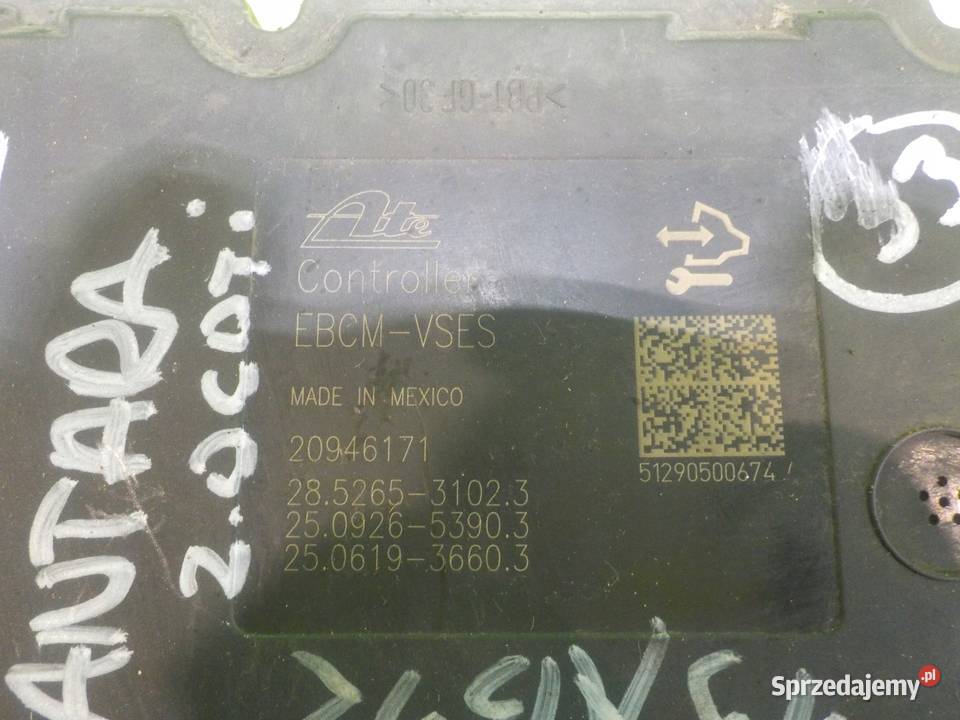 >PBT-GF30<
Ate
Controller
EBCM-VSES
MADE IN MEXICO
20946171
28.5265-3102.3
25.0926-5390.3
25.0619-3660.3
51290500674
ANTARA
2.0CDTi
Sprzedajemy.pl